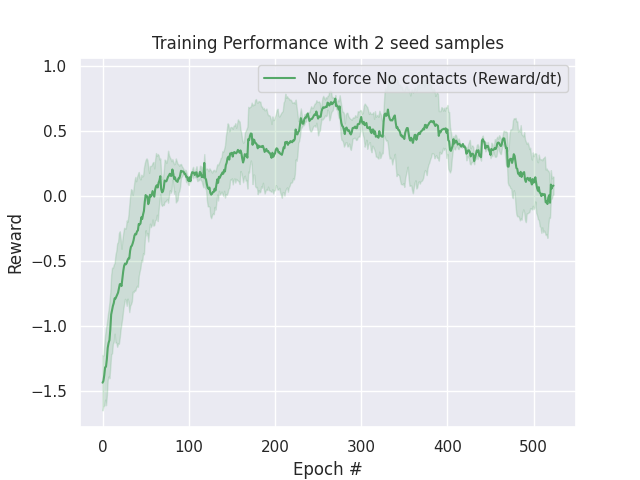 Training Performance with 2 seed samples
No force No contacts (Reward/dt)
1.0
0.5
0.0
−0.5
−1.0
−1.5
Reward
0 100 200 300 400 500
Epoch #